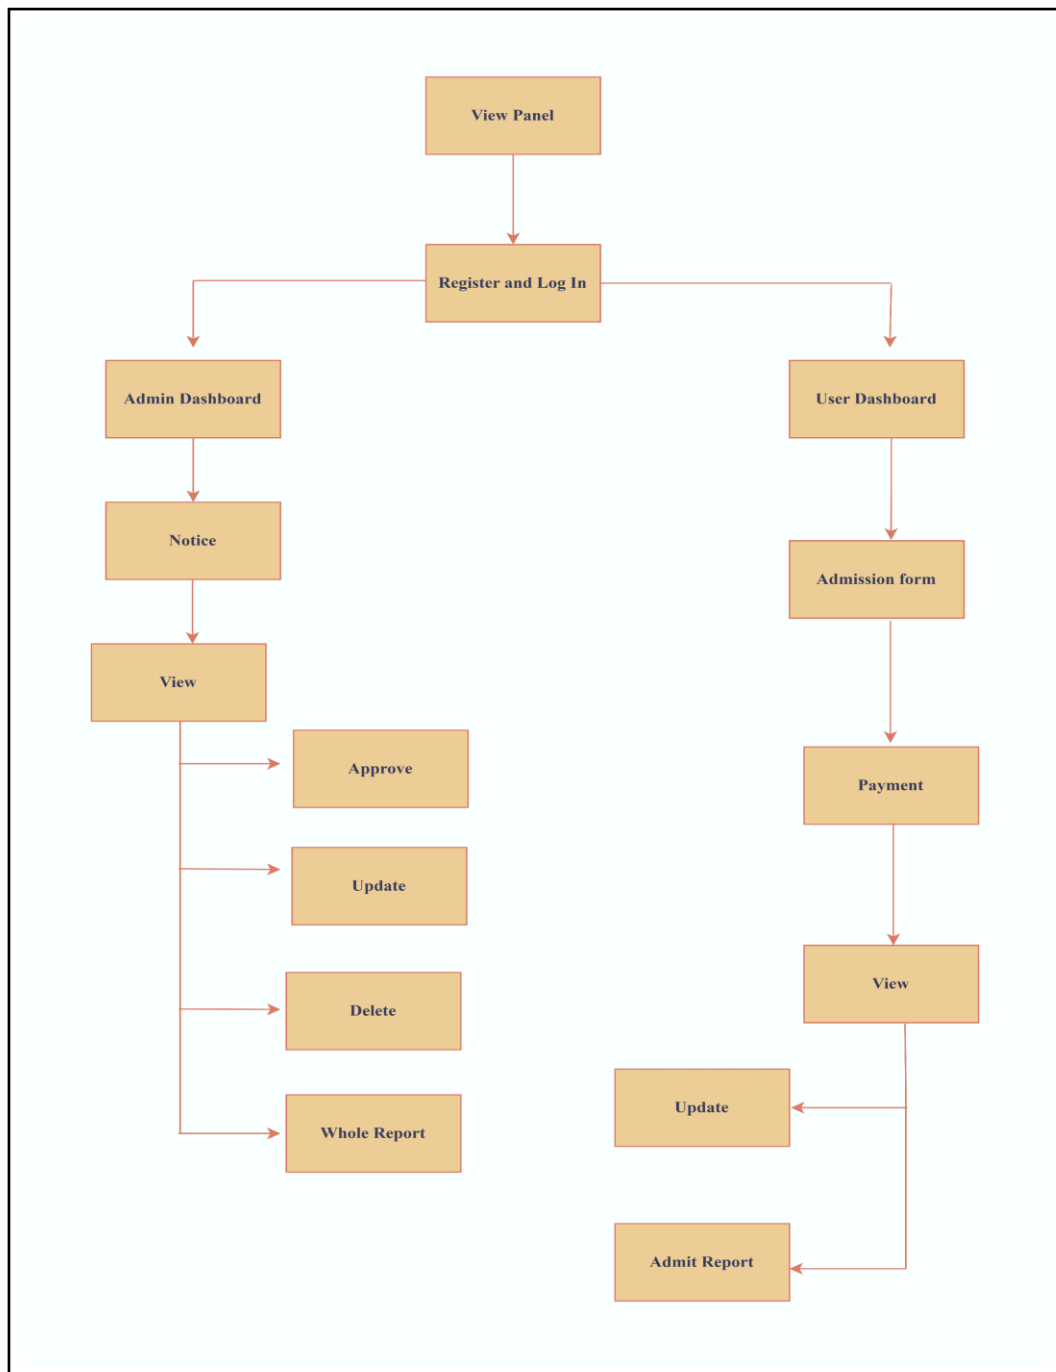 View Panel
Register and Log In
Admin Dashboard
User Dashboard
Notice
Admission form
View
Approve
Payment
Update
View
Delete
Update
Whole Report
Admit Report